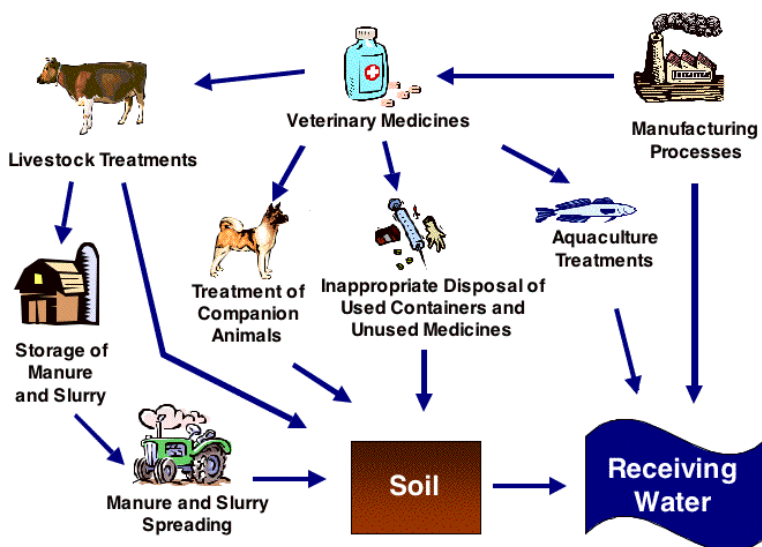 Veterinary Medicines
Manufacturing
Processes
Livestock Treatments
Aquaculture
Treatments
Treatment of
Companion
Animals
Inappropriate Disposal of
Used Containers and
Unused Medicines
Storage of
Manure
and Slurry
Manure and Slurry
Spreading
Soil
Receiving
Water